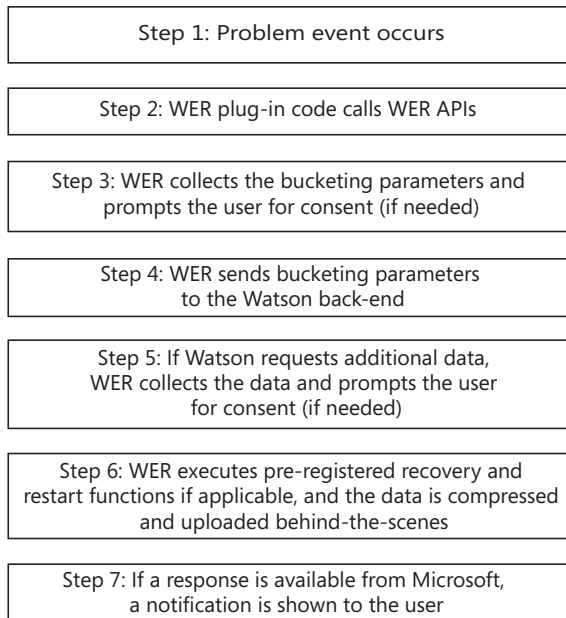 Step 1: Problem event occurs
Step 2: WER plug-in code calls WER APIs
Step 3: WER collects the bucketing parameters and
prompts the user for consent (if needed)
Step 4: WER sends bucketing parameters
to the Watson back-end
Step 5: If Watson requests additional data,
WER collects the data and prompts the user
for consent (if needed)
Step 6: WER executes pre-registered recovery and
restart functions if applicable, and the data is compressed
and uploaded behind-the-scenes
Step 7: If a response is available from Microsoft,
a notification is shown to the user